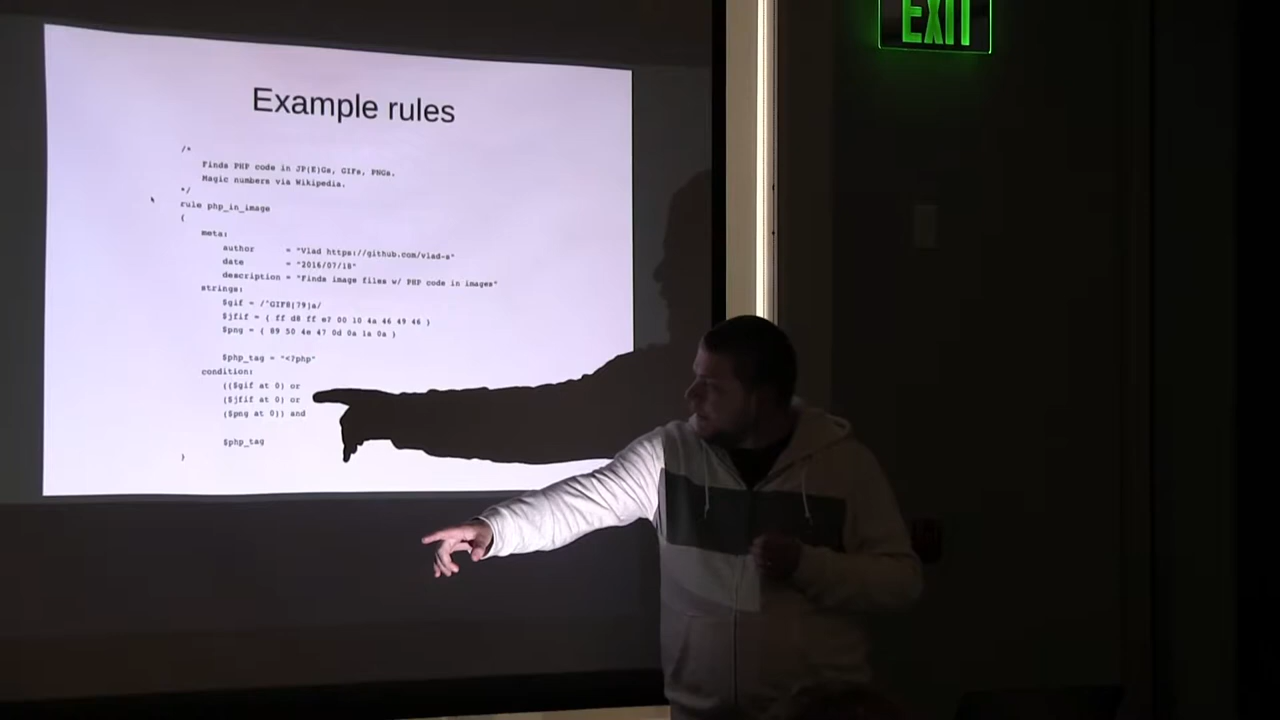 EXIT
Example rules
/*
Finds PHP code in JP(E)Gs, GIFs, PNGs.
Magic numbers via Wikipedia.
*/
rule php_in_image
{
meta:
author = "Vlad https://github.com/vlad-s"
date = "2016/07/18"
description = "Finds image files w/ PHP code in images"
strings:
$gif = /^GIF8[79]a/
$jfif = { ff d8 ff e? 00 10 4a 46 49 46 }
$png = { 89 50 4e 47 0d 0a 1a 0a }
$php_tag = "<?php"
condition:
(($gif at 0) or
($jfif at 0) or
($png at 0)) and
$php_tag
}